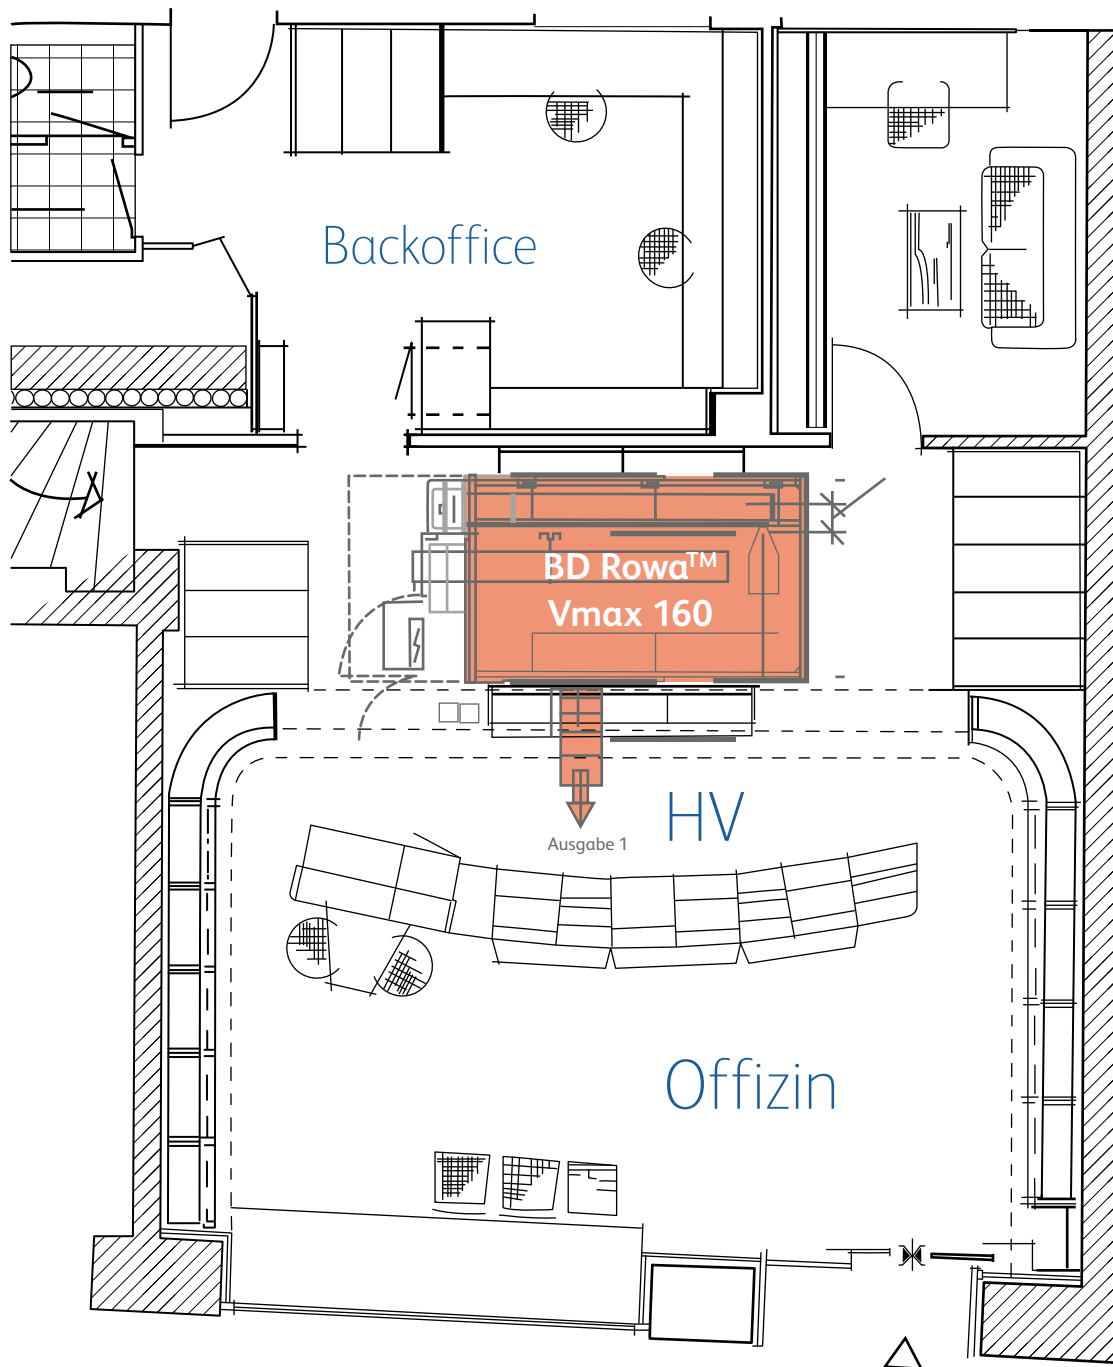 Backoffice
BD Rowa™
Vmax 160
HV
Ausgabe 1
Offizin